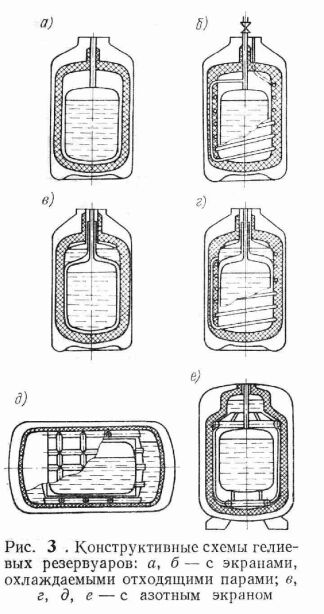 а)
б)
в)
г)
д)
е)
Рис. 3 . Конструктивные схемы гелие-
вых резервуаров: а, б — с экранами,
охлаждаемыми отходящими парами; в,
г, д, е — с азотным экраном